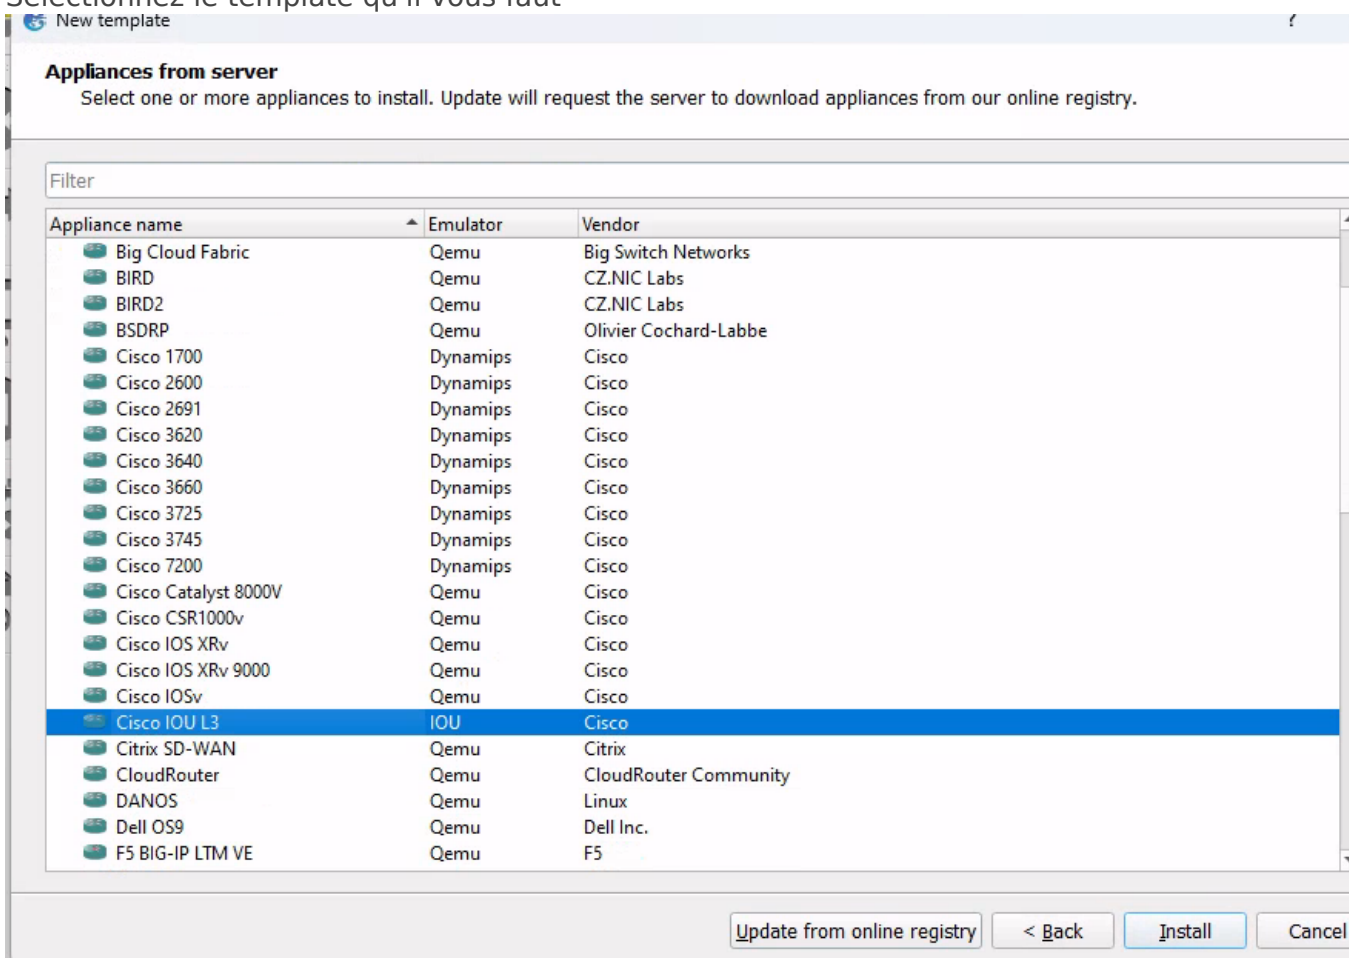 Sélectionnez le template qu'il vous faut
New template ?
Appliances from server
Select one or more appliances to install. Update will request the server to download appliances from our online registry.
Filter
Appliance name Emulator Vendor
Big Cloud Fabric Qemu Big Switch Networks
BIRD Qemu CZ.NIC Labs
BIRD2 Qemu CZ.NIC Labs
BSDRP Qemu Olivier Cochard-Labbe
Cisco 1700 Dynamips Cisco
Cisco 2600 Dynamips Cisco
Cisco 2691 Dynamips Cisco
Cisco 3620 Dynamips Cisco
Cisco 3640 Dynamips Cisco
Cisco 3660 Dynamips Cisco
Cisco 3725 Dynamips Cisco
Cisco 3745 Dynamips Cisco
Cisco 7200 Dynamips Cisco
Cisco Catalyst 8000V Qemu Cisco
Cisco CSR1000v Qemu Cisco
Cisco IOS XRv Qemu Cisco
Cisco IOS XRv 9000 Qemu Cisco
Cisco IOSv Qemu Cisco
Cisco IOU L3 IOU Cisco
Citrix SD-WAN Qemu Citrix
CloudRouter Qemu CloudRouter Community
DANOS Qemu Linux
Dell OS9 Qemu Dell Inc.
F5 BIG-IP LTM VE Qemu F5
Update from online registry < Back Install Cancel